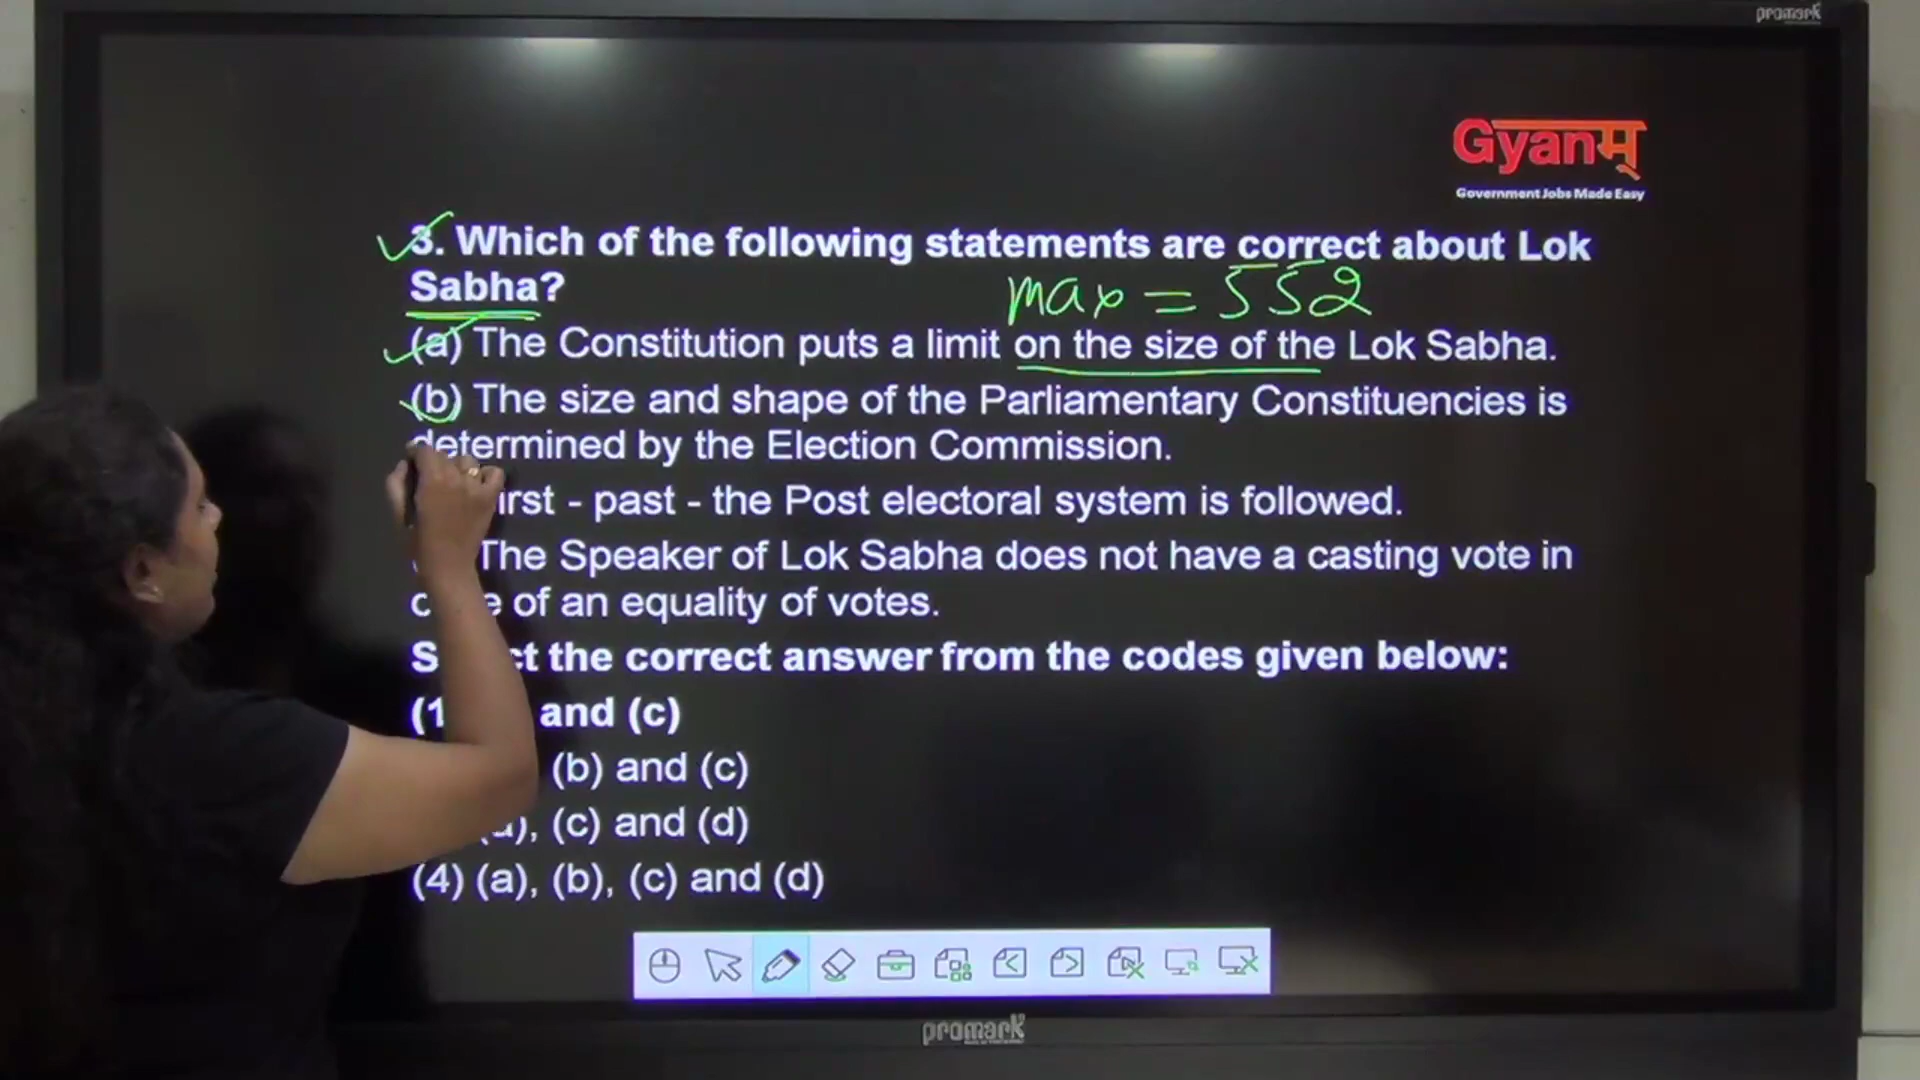 promark
Gyanम्
Government Jobs Made Easy
3. Which of the following statements are correct about Lok
Sabha?
max = 552
(a) The Constitution puts a limit on the size of the Lok Sabha.
(b) The size and shape of the Parliamentary Constituencies is
determined by the Election Commission.
irst - past - the Post electoral system is followed.
The Speaker of Lok Sabha does not have a casting vote in
of an equality of votes.
the correct answer from the codes given below:
(1 and (c)
(b) and (c)
, (c) and (d)
(4) (a), (b), (c) and (d)
promark